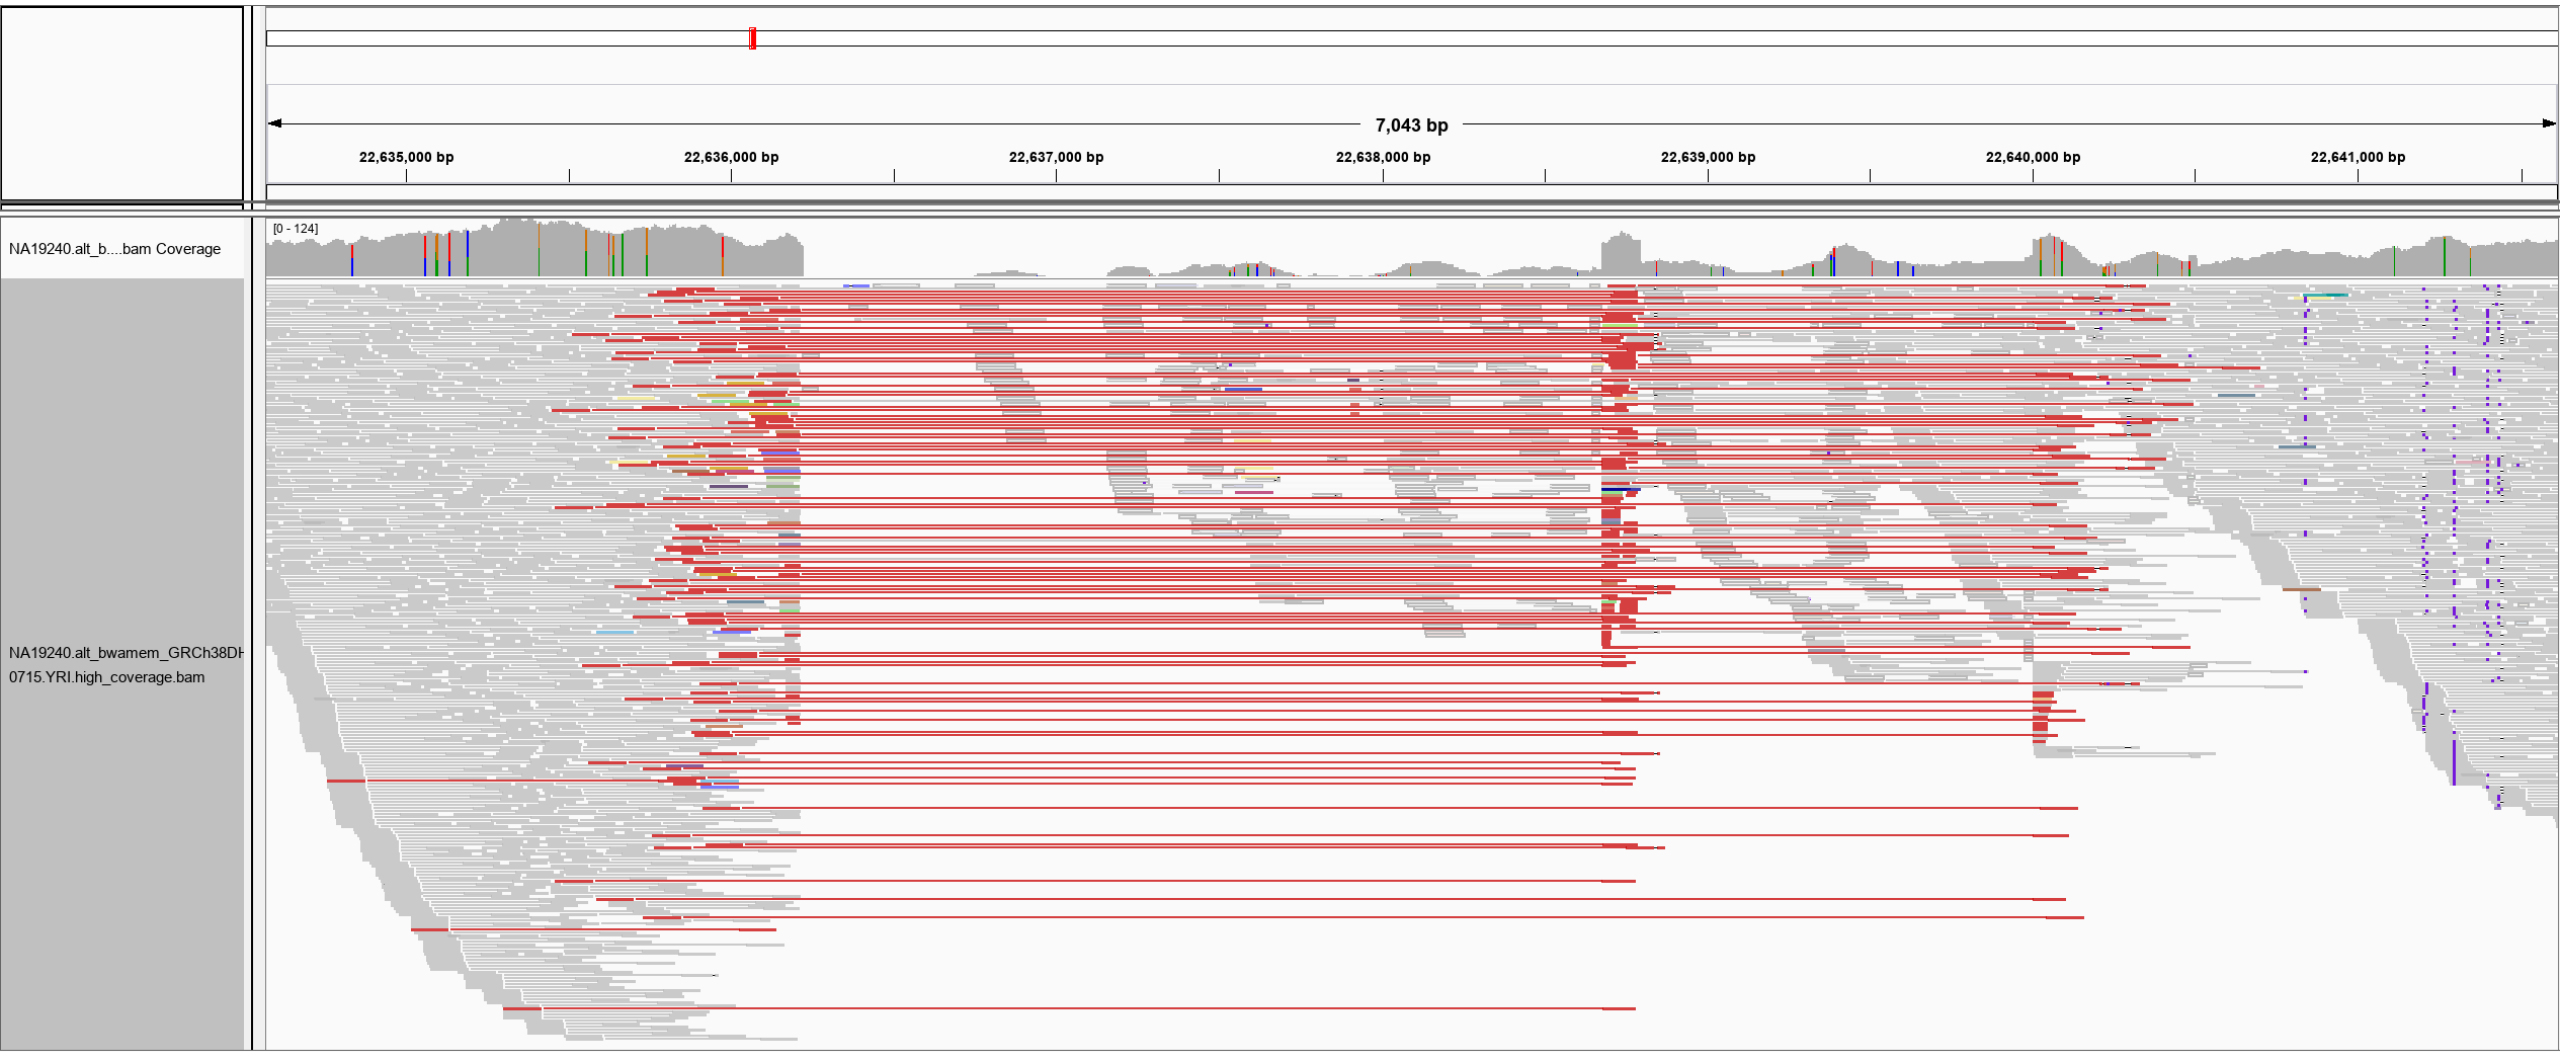 7,043 bp
22,635,000 bp 22,636,000 bp 22,637,000 bp 22,638,000 bp 22,639,000 bp 22,640,000 bp 22,641,000 bp
NA19240.alt_b....bam Coverage
[0 - 124]
NA19240.alt_bwamem_GRCh38DH
0715.YRI.high_coverage.bam